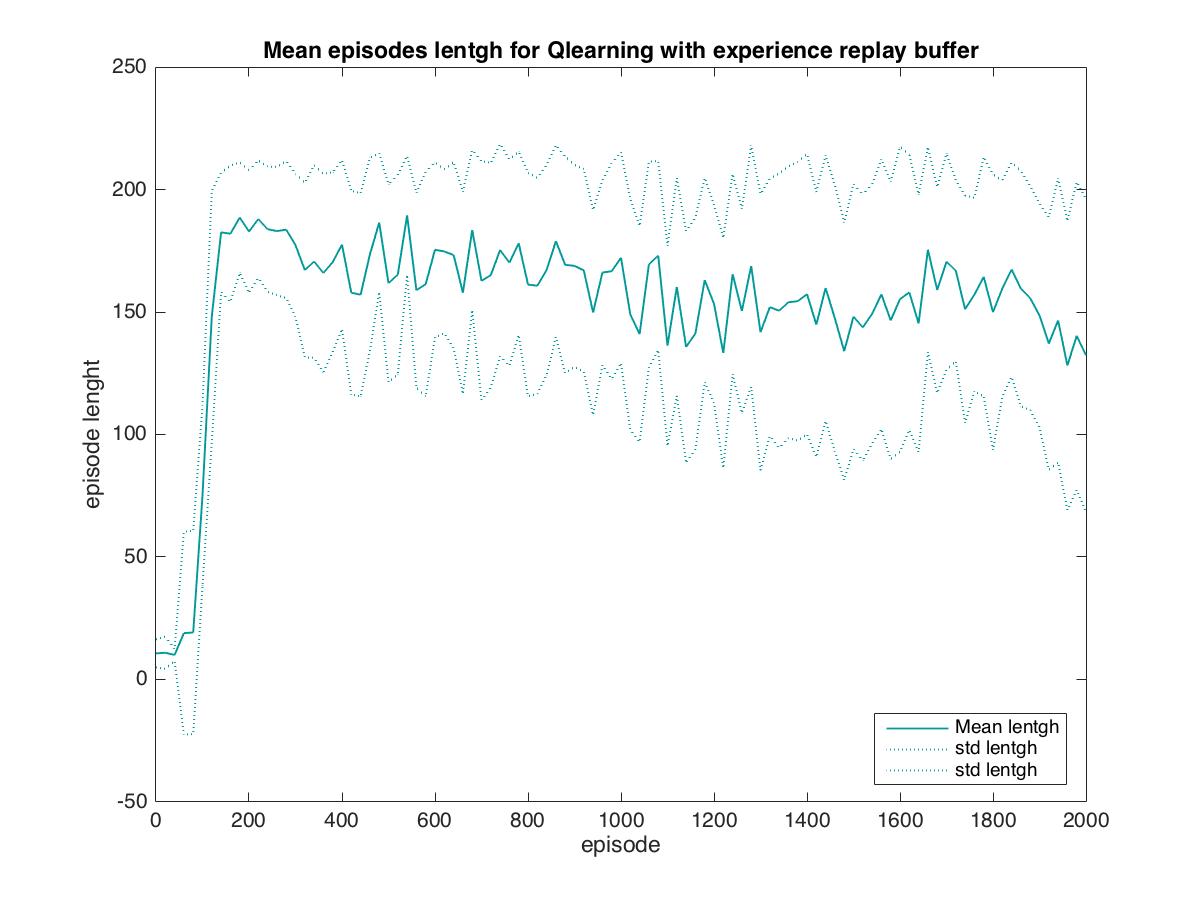 Mean episodes lentgh for Qlearning with experience replay buffer
250
200
150
100
50
0
-50
episode lenght
0 200 400 600 800 1000 1200 1400 1600 1800 2000
episode
Mean lentgh
std lentgh
std lentgh